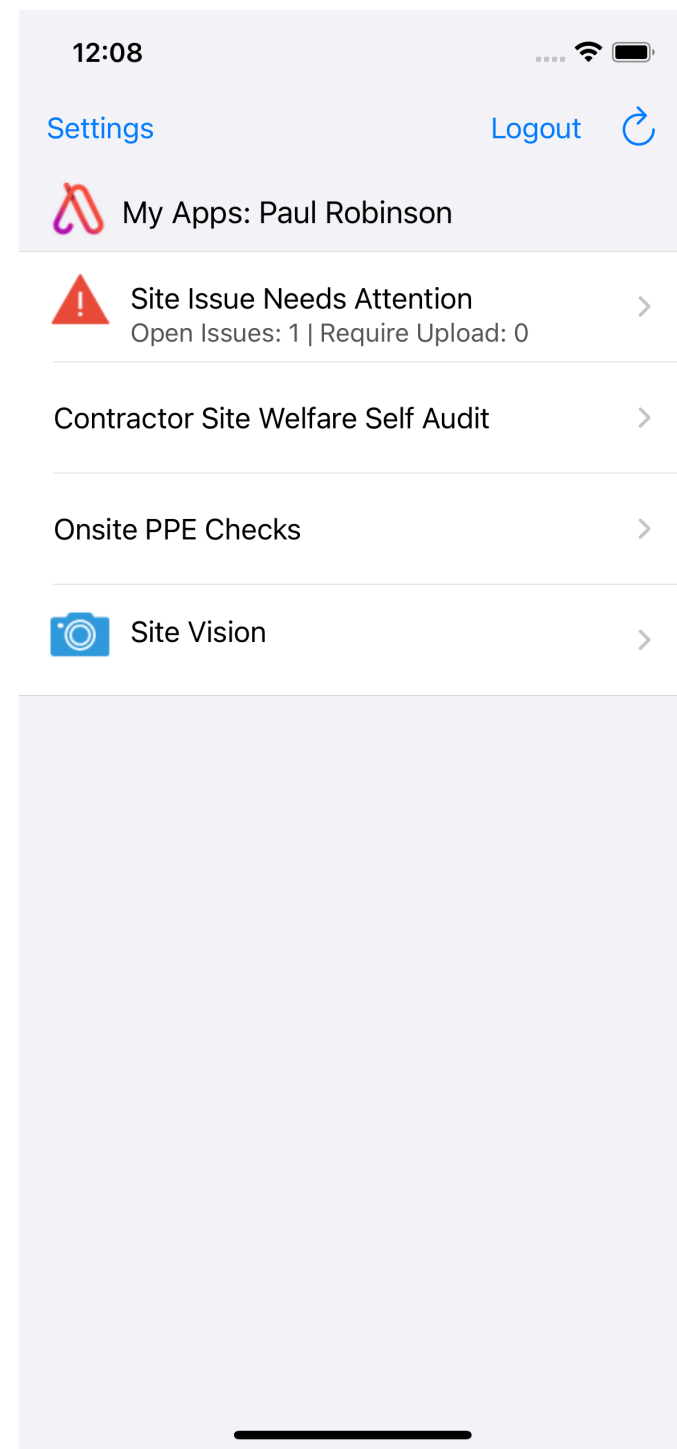 12:08
Settings Logout
My Apps: Paul Robinson
Site Issue Needs Attention
Open Issues: 1 | Require Upload: 0
Contractor Site Welfare Self Audit
Onsite PPE Checks
Site Vision